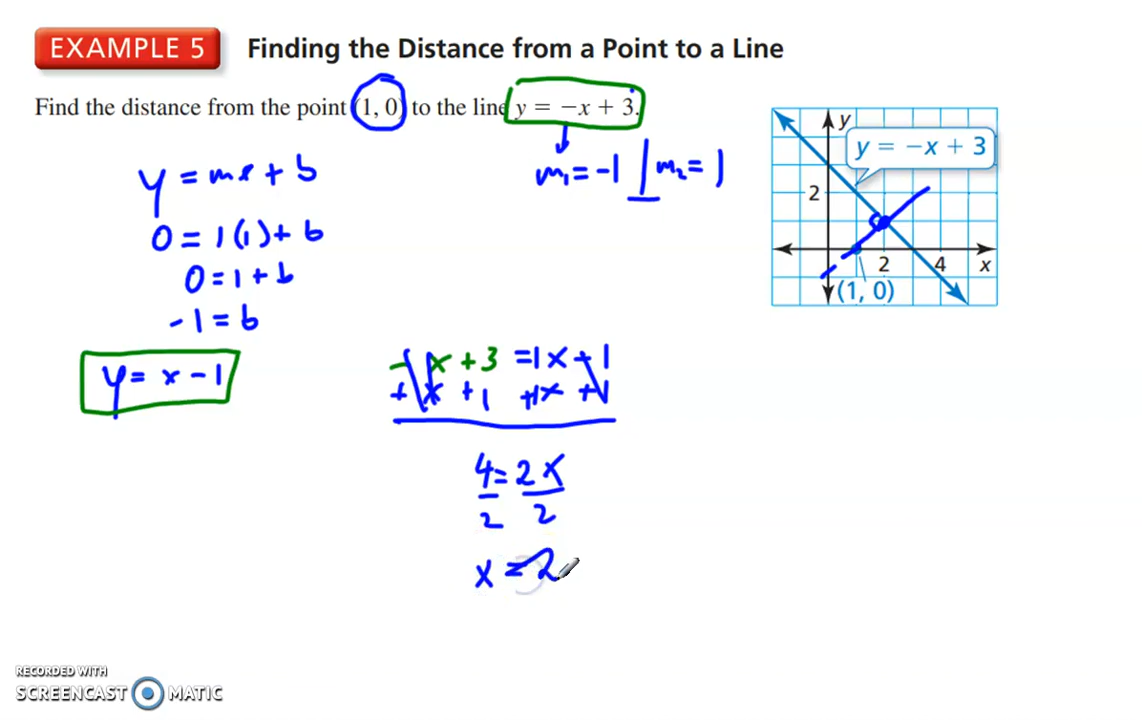 EXAMPLE 5 Finding the Distance from a Point to a Line
Find the distance from the point (1, 0) to the line y = −x + 3.
m₁ = -1 | m₂ = 1
y = mx + b
0 = 1(1) + b
0 = 1 + b
-1 = b
y = x - 1
-x + 3 = 1x + 1
+x +1 +1x +1
4 = 2x
2 2
x = 2
y
y = −x + 3
2
2 4 x
(1, 0)
RECORDED WITH
SCREENCAST MATIC